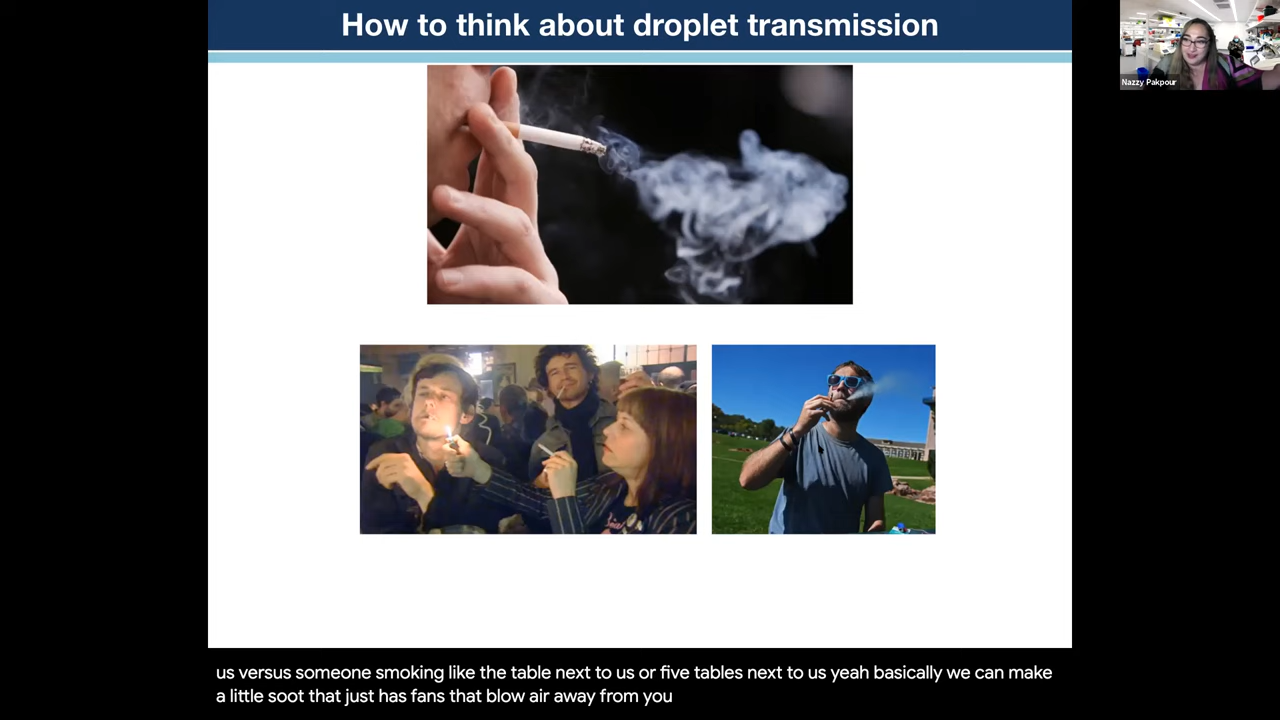 How to think about droplet transmission
Nazzy Pakpour
us versus someone smoking like the table next to us or five tables next to us yeah basically we can make
a little soot that just has fans that blow air away from you